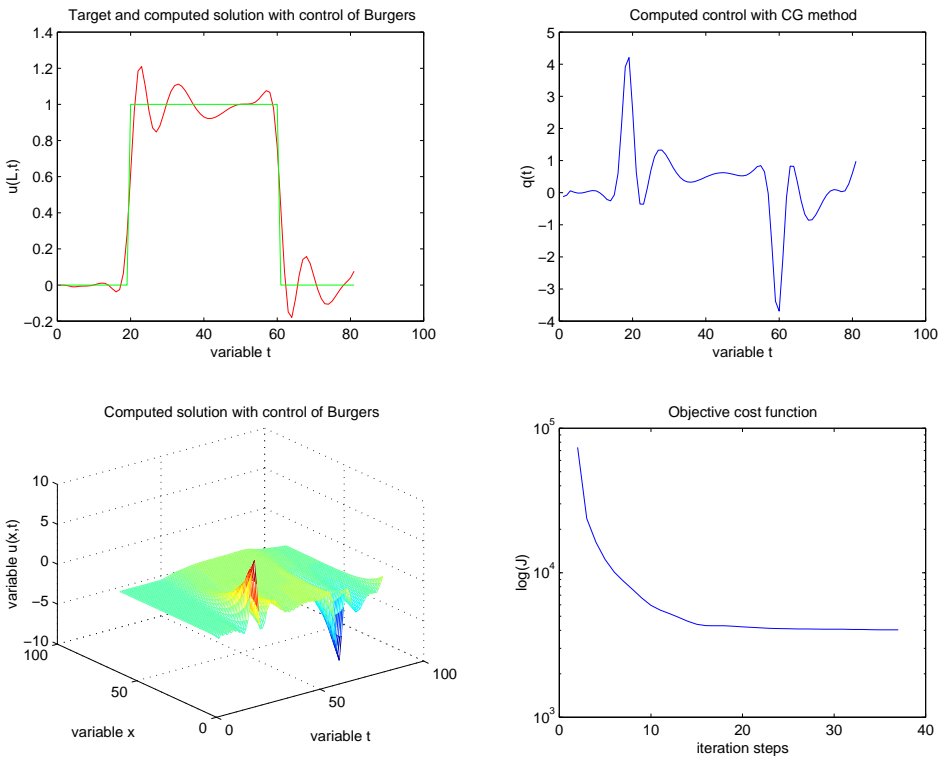 Target and computed solution with control of Burgers
1.4
1.2
1
0.8
0.6
0.4
0.2
0
−0.2
u(L,t)
0 20 40 60 80 100
variable t
Computed control with CG method
5
4
3
2
1
0
−1
−2
−3
−4
q(t)
0 20 40 60 80 100
variable t
Computed solution with control of Burgers
10
5
0
−5
−10
variable u(x,t)
100
50
0
variable x
0
50
100
variable t
Objective cost function
10^5
10^4
10^3
log(J)
0 10 20 30 40
iteration steps